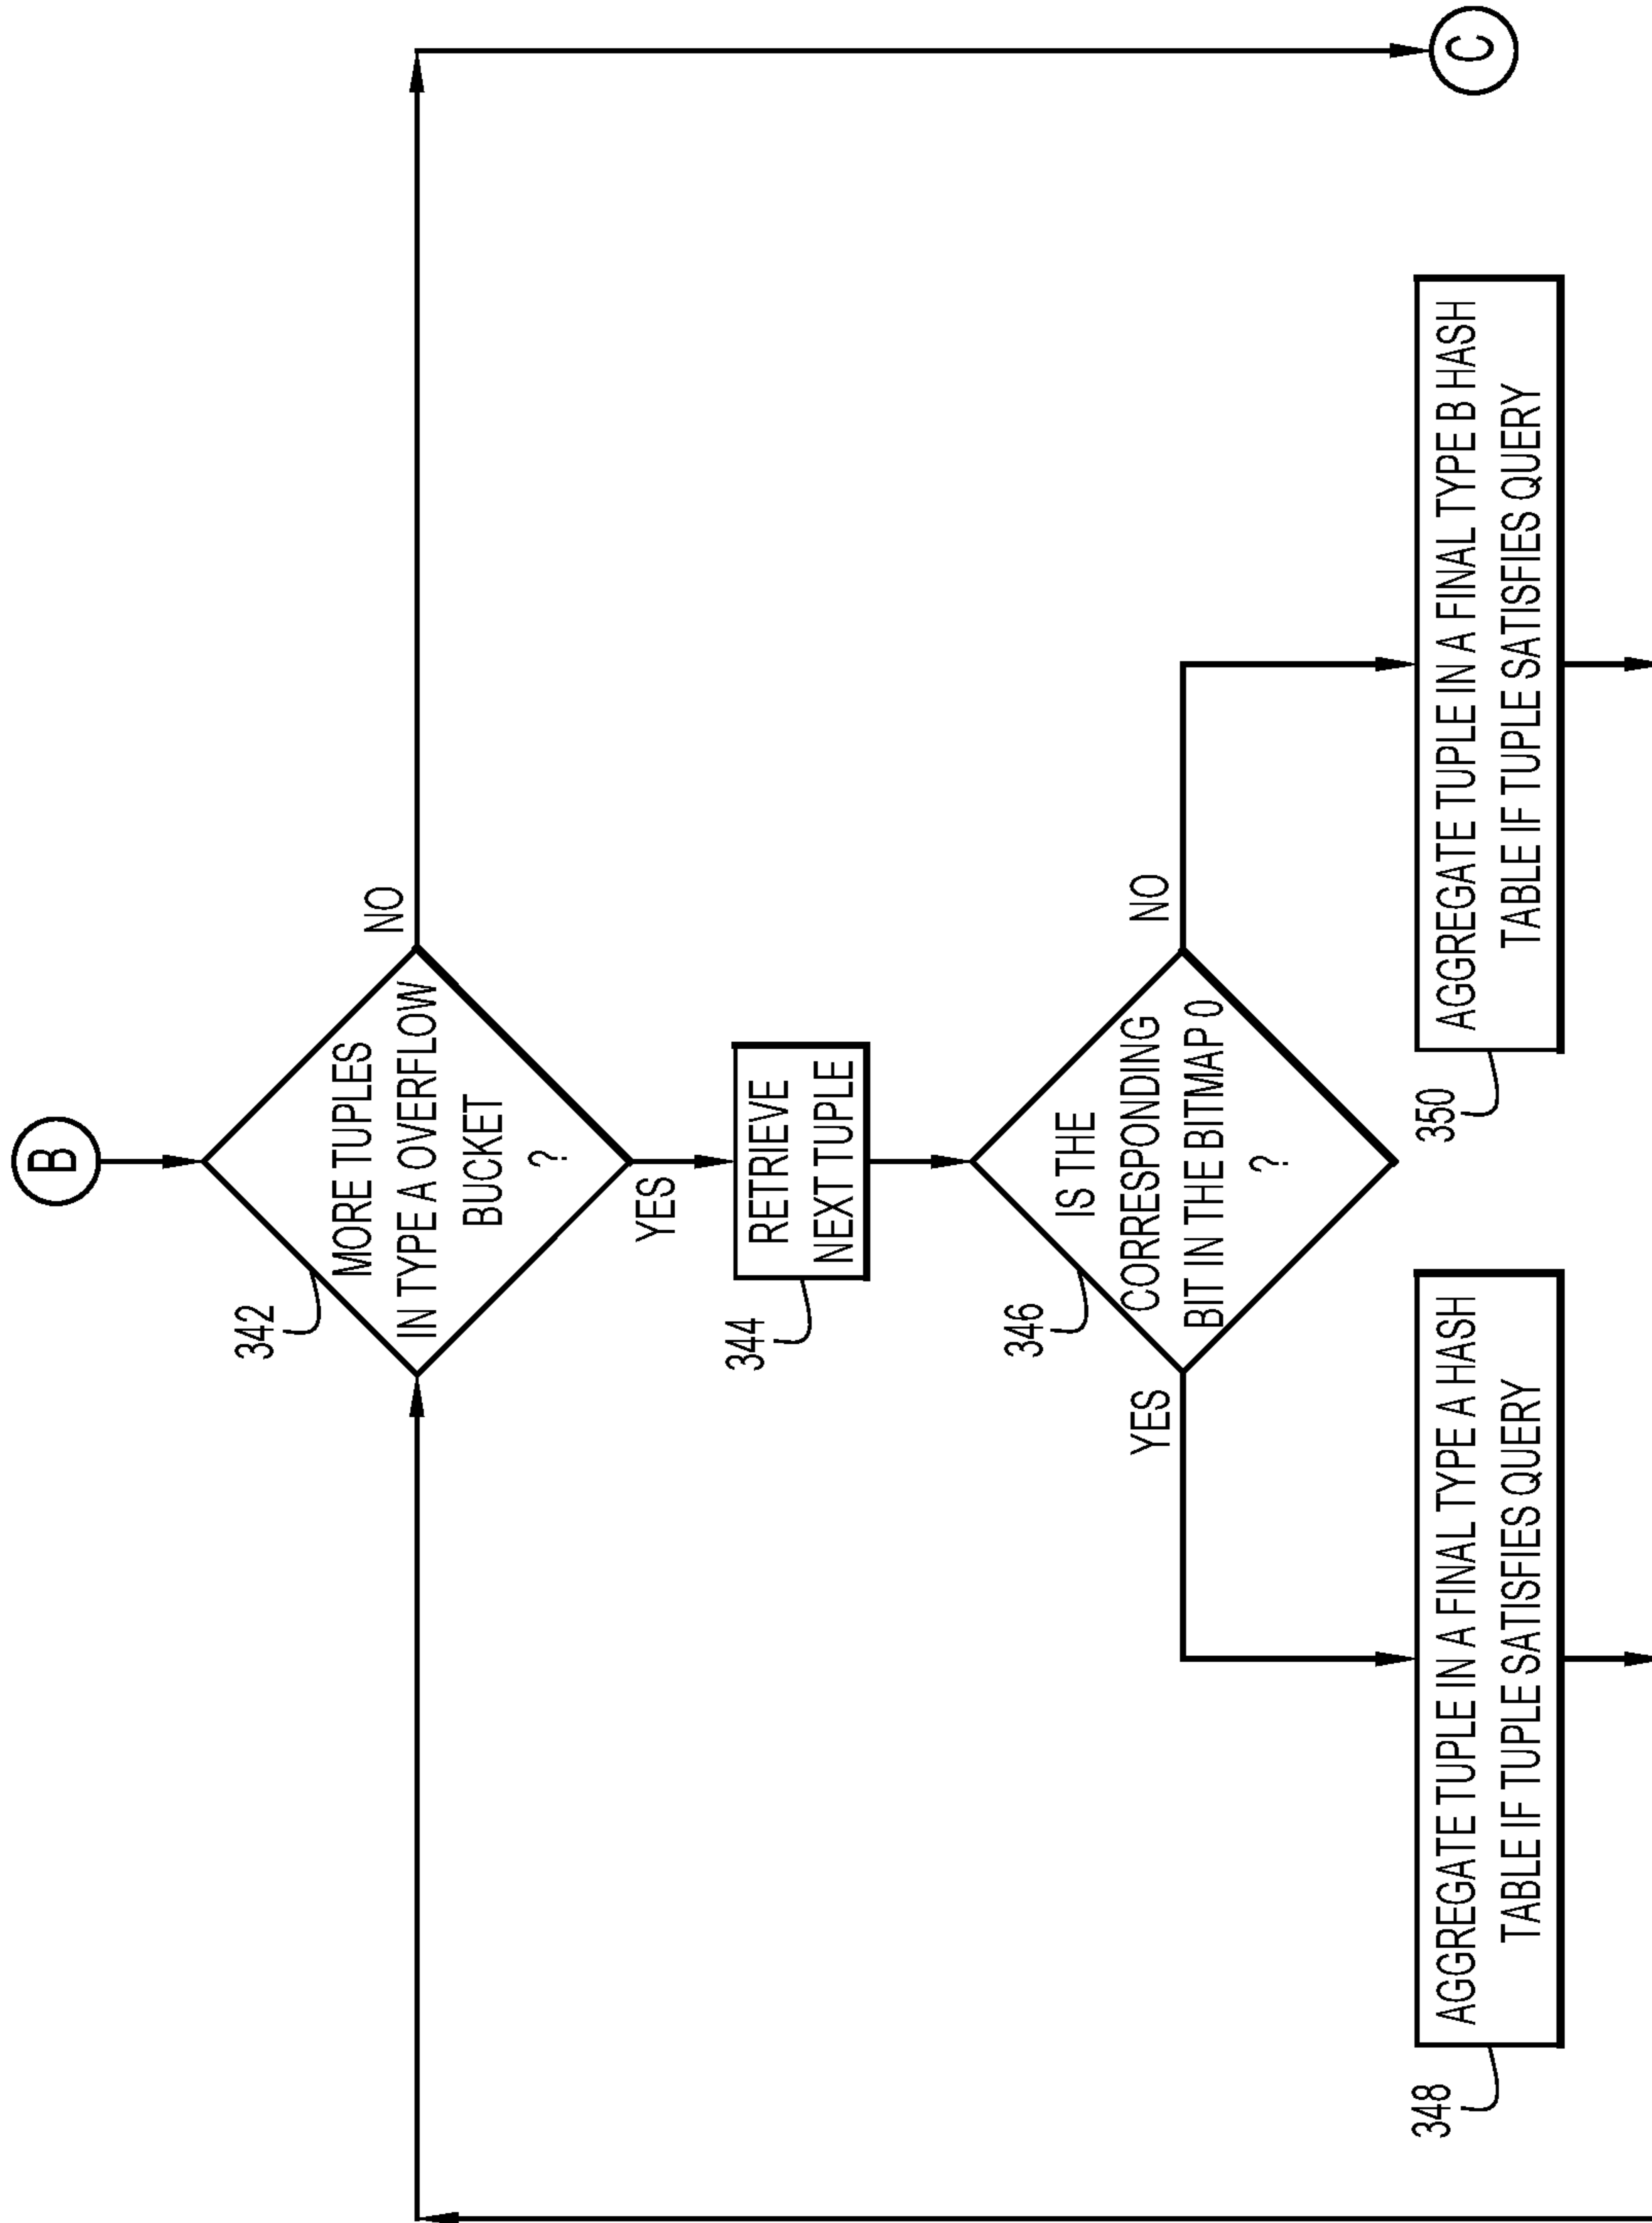 B
342
MORE TUPLES
IN TYPE A OVERFLOW
BUCKET
?
NO
YES
344
RETRIEVE
NEXT TUPLE
346
IS THE
CORRESPONDING
BIT IN THE BITMAP 0
?
YES
NO
348
AGGREGATE TUPLE IN A FINAL TYPE A HASH
TABLE IF TUPLE SATISFIES QUERY
350
AGGREGATE TUPLE IN A FINAL TYPE B HASH
TABLE IF TUPLE SATISFIES QUERY
C